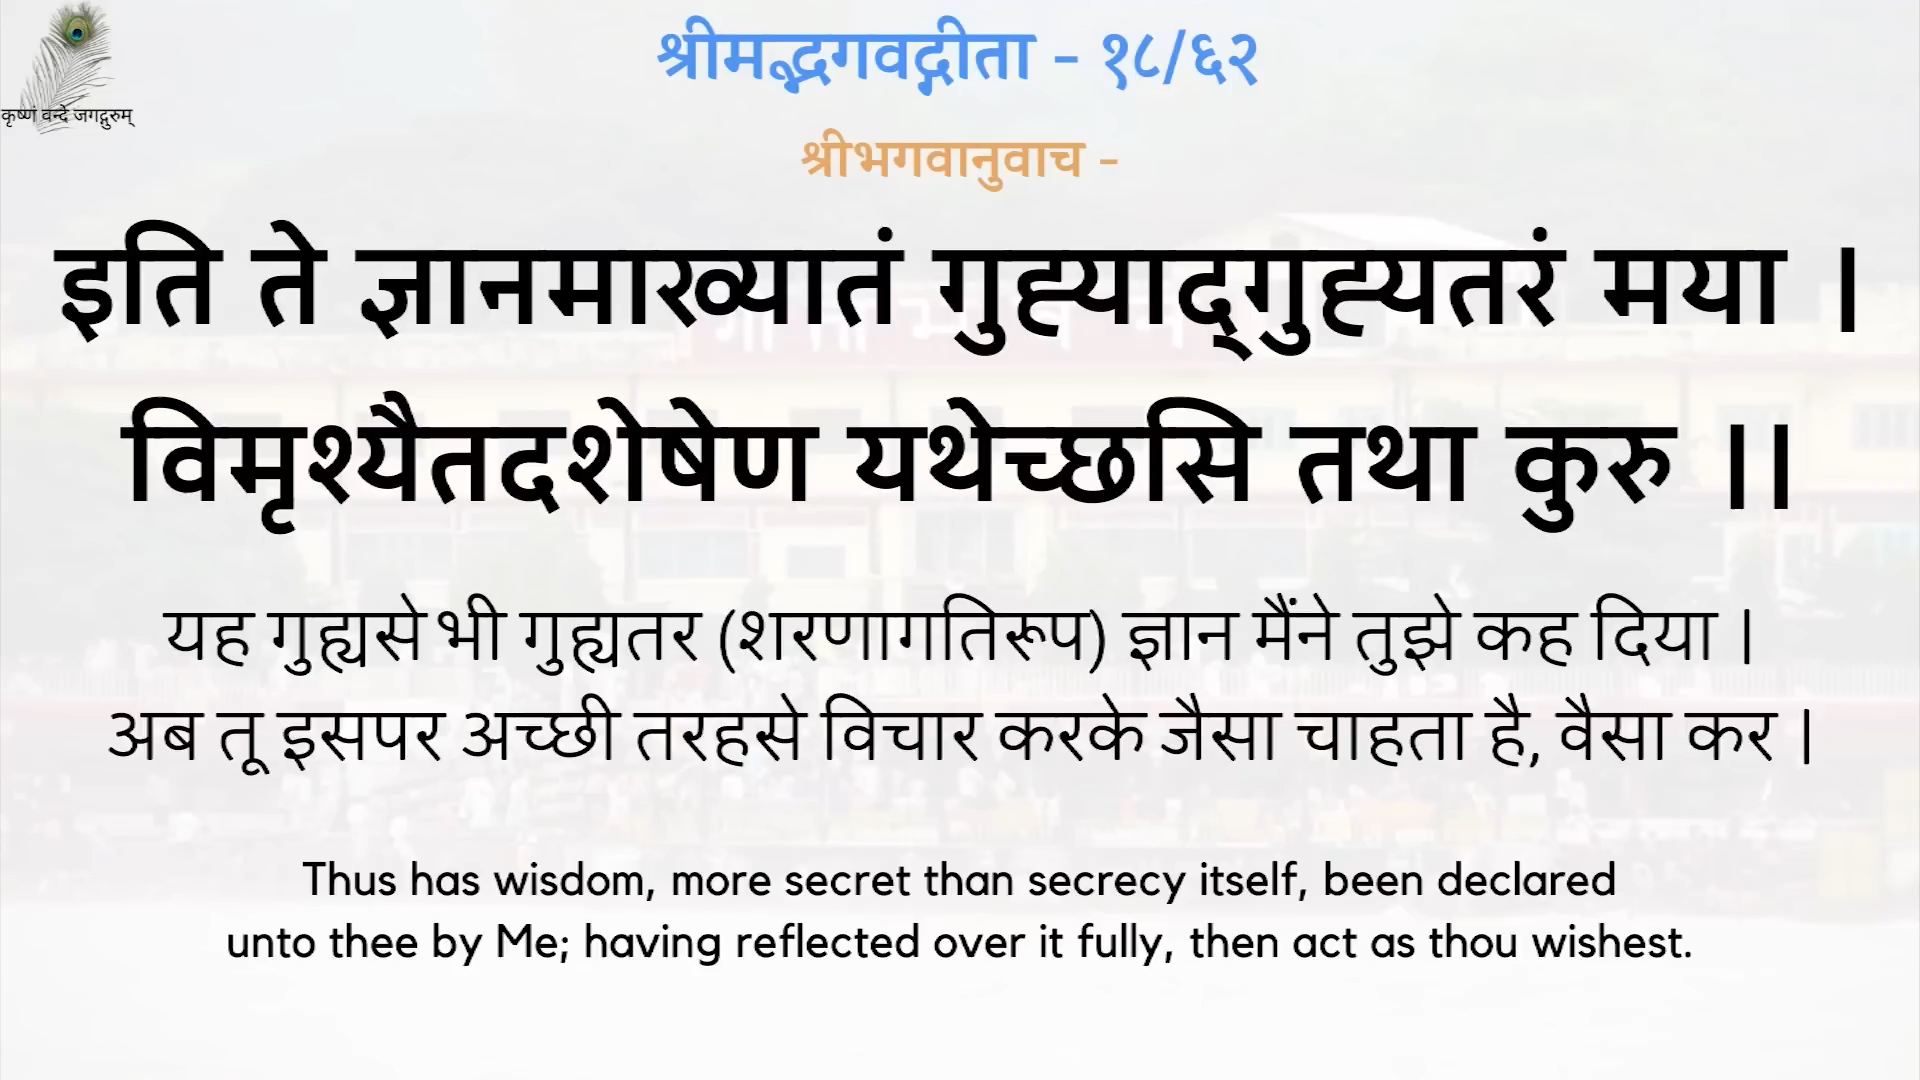 श्रीमद्भगवद्गीता - १८/६२
कृष्णं वन्दे जगद्गुरुम्
श्रीभगवानुवाच -
इति ते ज्ञानमाख्यातं गुह्याद्‌गुह्यतरं मया ।
विमृश्यैतदशेषेण यथेच्छसि तथा कुरु ।।
यह गुह्यसे भी गुह्यतर (शरणागतिरूप) ज्ञान मैंने तुझे कह दिया ।
अब तू इसपर अच्छी तरहसे विचार करके जैसा चाहता है, वैसा कर ।
Thus has wisdom, more secret than secrecy itself, been declared
unto thee by Me; having reflected over it fully, then act as thou wishest.